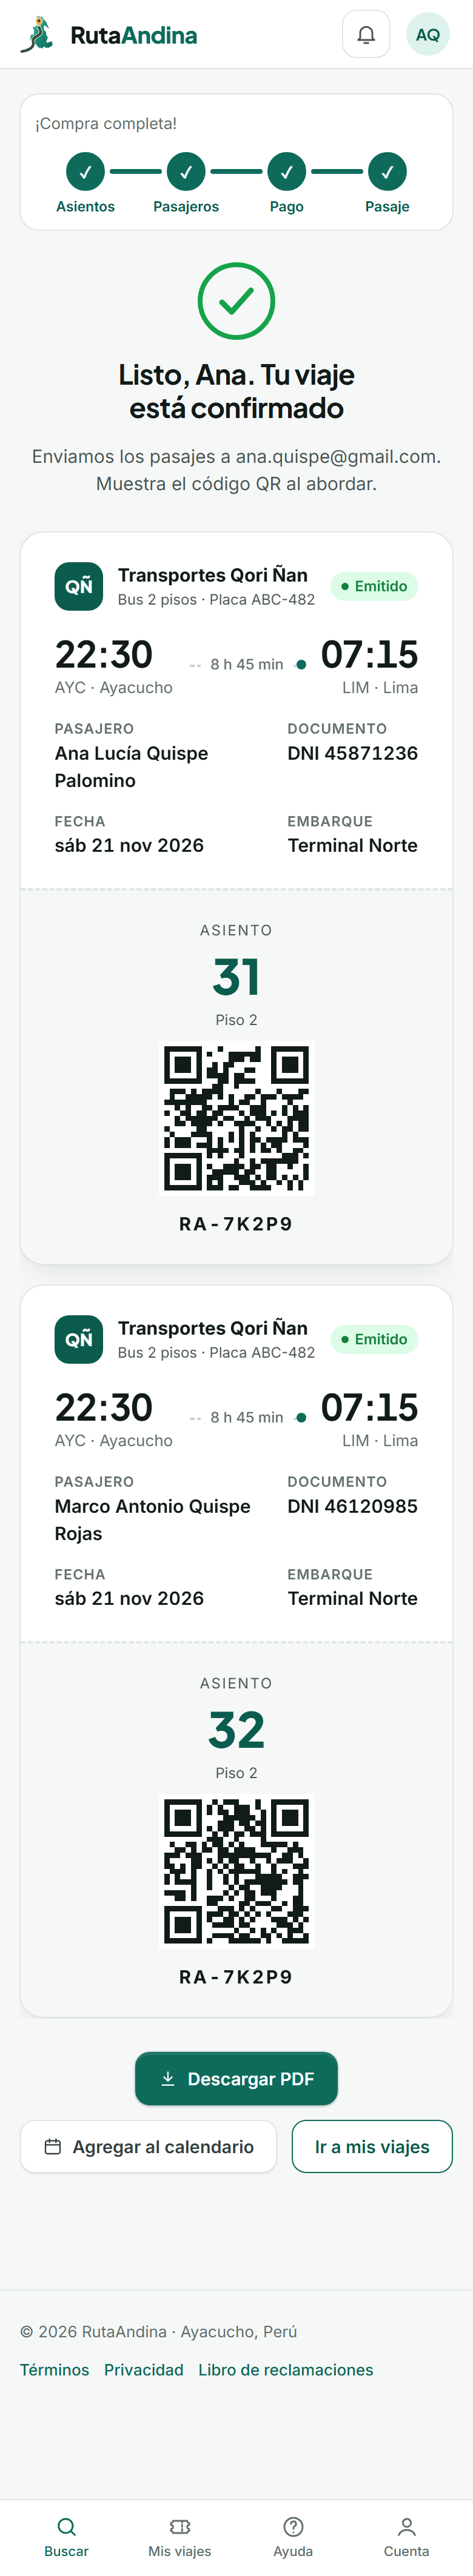 RutaAndina
AQ
¡Compra completa!
Asientos Pasajeros Pago Pasaje
Listo, Ana. Tu viaje
está confirmado
Enviamos los pasajes a ana.quispe@gmail.com.
Muestra el código QR al abordar.
QÑ
Transportes Qori Ñan
Bus 2 pisos · Placa ABC-482
Emitido
22:30 8 h 45 min 07:15
AYC · Ayacucho LIM · Lima
PASAJERO DOCUMENTO
Ana Lucía Quispe DNI 45871236
Palomino
FECHA EMBARQUE
sáb 21 nov 2026 Terminal Norte
ASIENTO
31
Piso 2
RA-7K2P9
QÑ
Transportes Qori Ñan
Bus 2 pisos · Placa ABC-482
Emitido
22:30 8 h 45 min 07:15
AYC · Ayacucho LIM · Lima
PASAJERO DOCUMENTO
Marco Antonio Quispe DNI 46120985
Rojas
FECHA EMBARQUE
sáb 21 nov 2026 Terminal Norte
ASIENTO
32
Piso 2
RA-7K2P9
Descargar PDF
Agregar al calendario Ir a mis viajes
© 2026 RutaAndina · Ayacucho, Perú
Términos Privacidad Libro de reclamaciones
Buscar Mis viajes Ayuda Cuenta